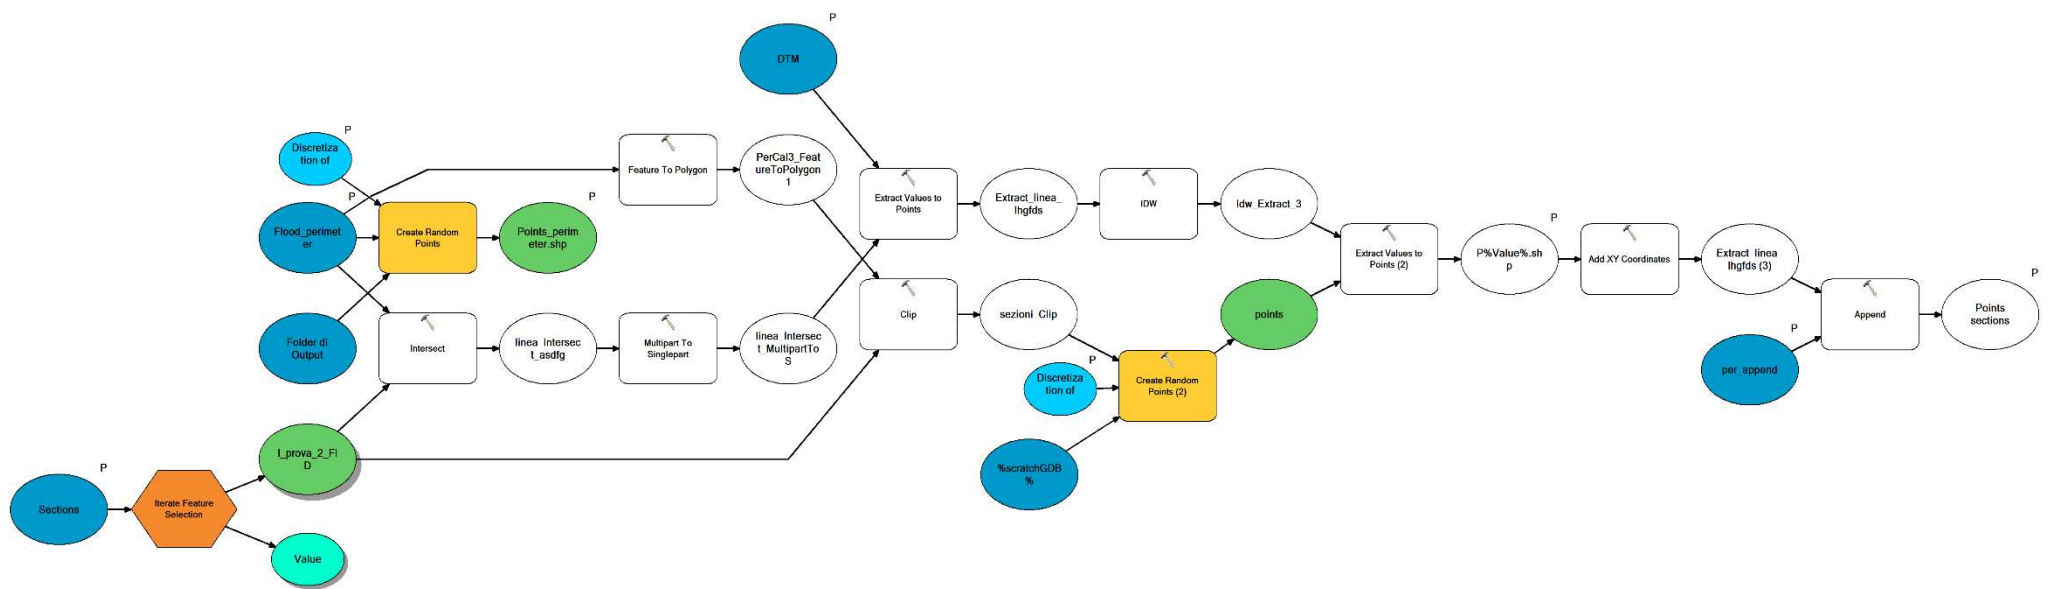 P
DTM
P
Discretiza
tion of
P
Flood_perimet
er
Create Random
Points
P
Points_perim
eter.shp
Feature To Polygon
PerCal3_Feat
ureToPolygon
1
Extract Values to
Points
Extract_linea_
lhgfds
IDW
Idw_Extract_3
Extract Values to
Points (2)
P
P%Value%.sh
p
Add XY Coordinates
Extract_linea
lhgfds (3)
Append
P
Points
sections
P
per_append
Folder di
Output
Intersect
linea_Intersec
t_asdfg
Multipart To
Singlepart
linea_Intersec
t_MultipartTo
S
Clip
sezioni_Clip
points
P
Discretiza
tion of
Create Random
Points (2)
%scratchGDB
%
I_prova_2_FI
D
P
Sections
Iterate Feature
Selection
Value